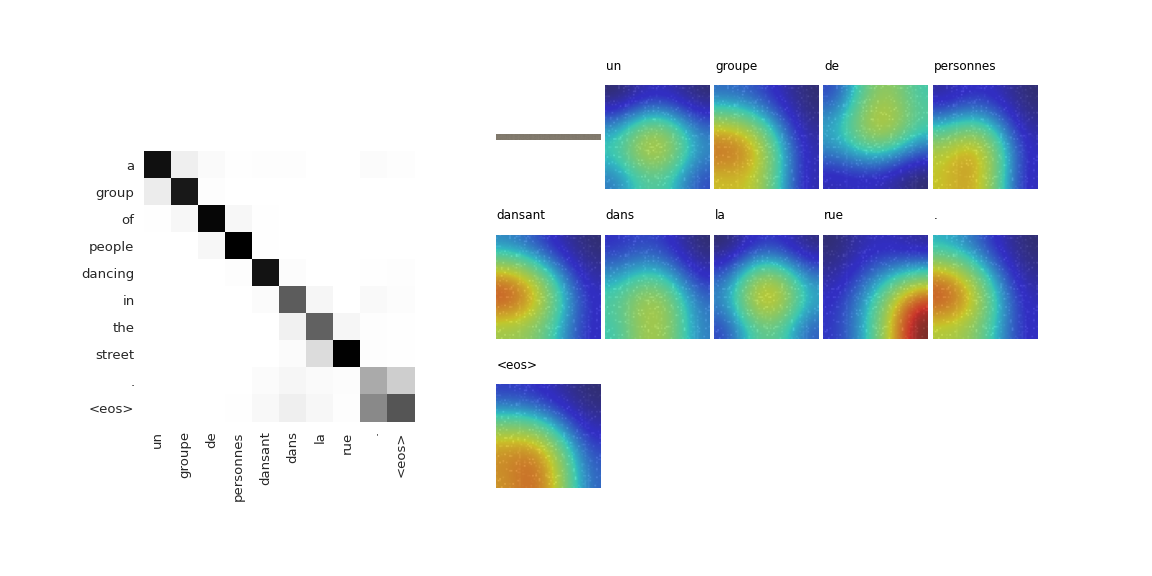 a
group
of
people
dancing
in
the
street
.
<eos>
un
groupe
de
personnes
dansant
dans
la
rue
.
<eos>
un groupe de personnes
dansant dans la rue .
<eos>